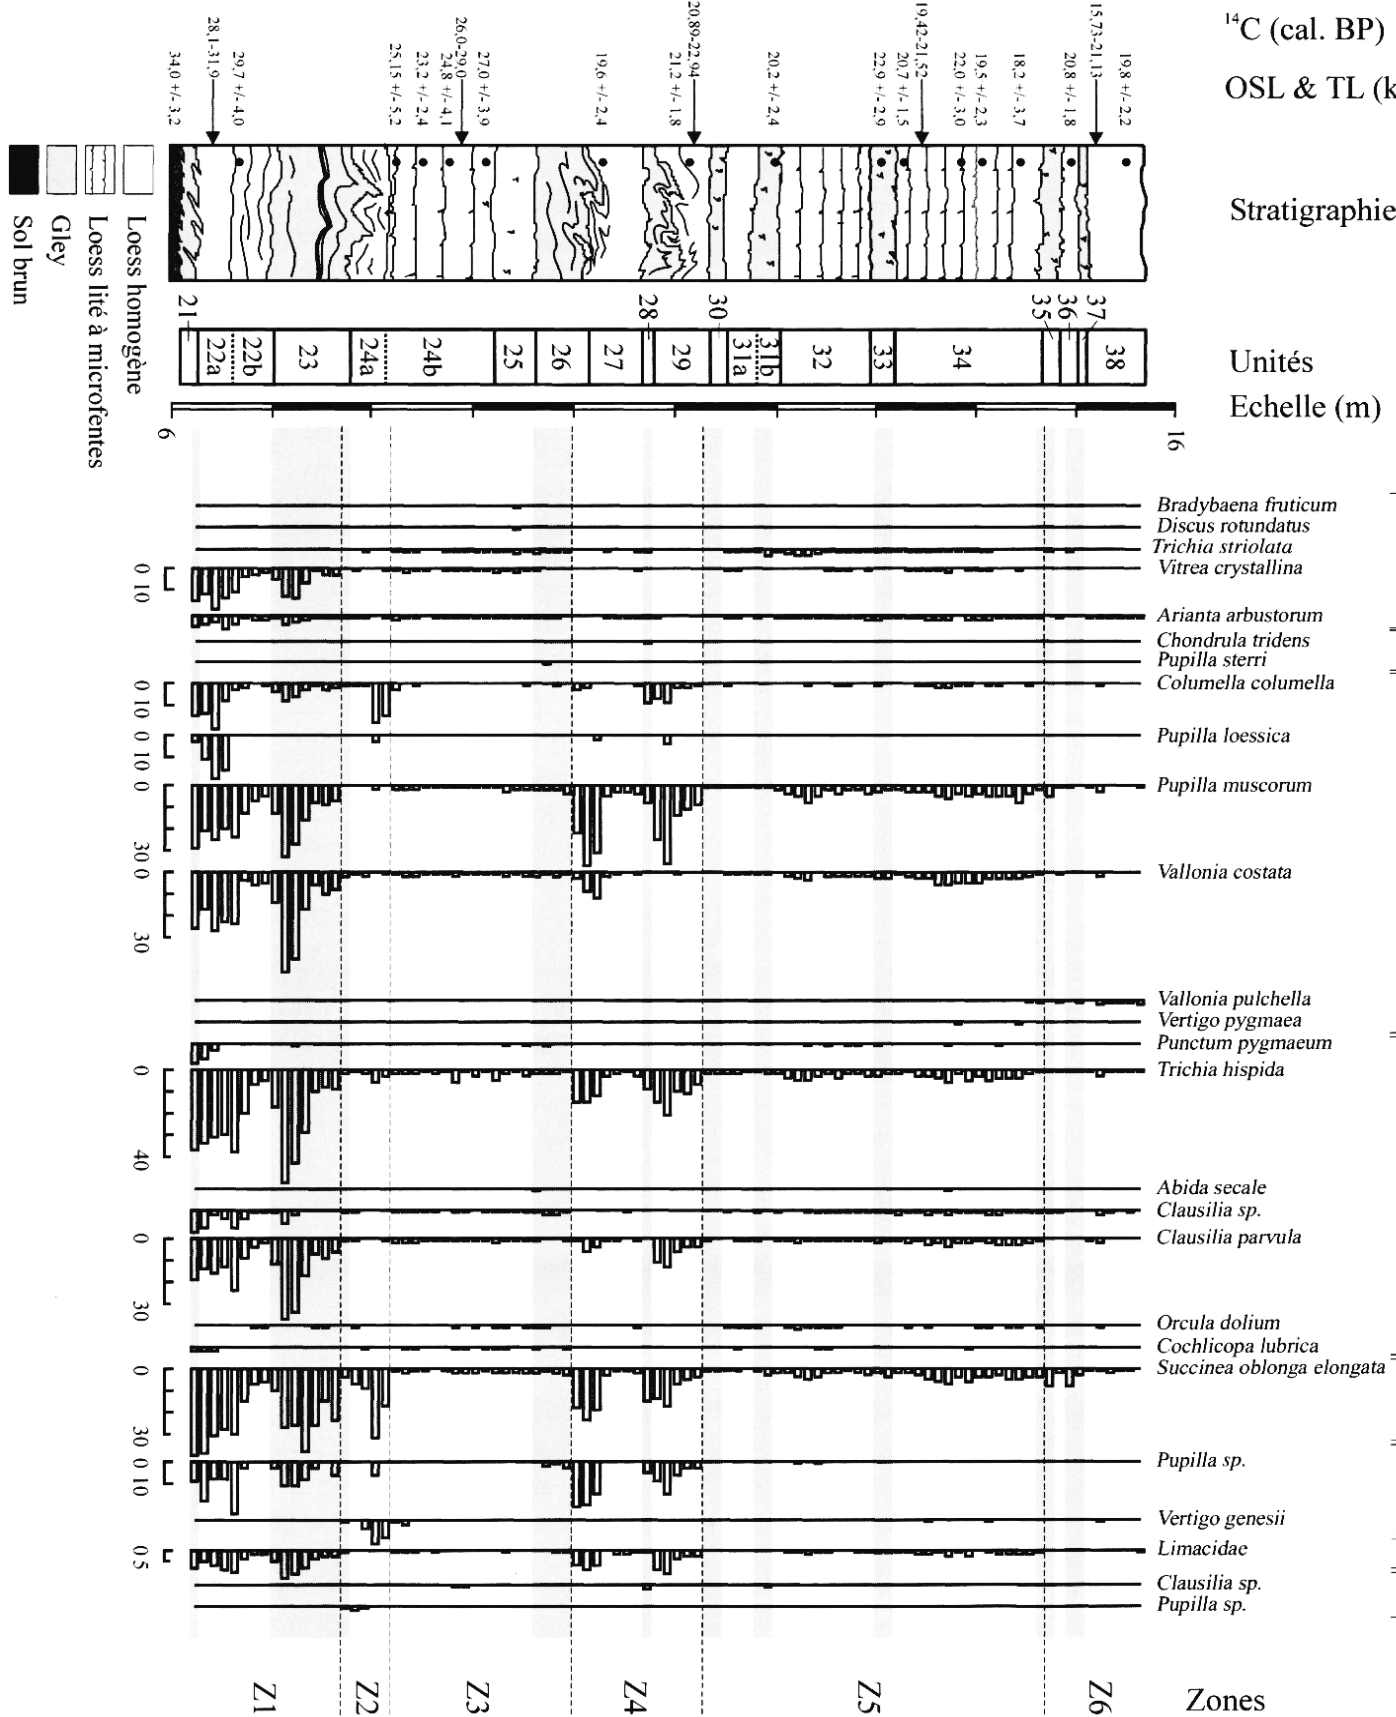 14C (cal. BP)
15,73-21,13
19,42-21,52
20,89-22,94
26,0-29,0
28,1-31,9
OSL & TL (k
19,8 +/- 2,2
20,8 +/- 1,8
18,2 +/- 3,7
19,5 +/- 2,3
22,0 +/- 3,0
20,7 +/- 1,5
22,9 +/- 2,9
20,2 +/- 2,4
21,2 +/- 1,8
19,6 +/- 2,4
27,0 +/- 3,9
24,8 +/- 4,1
23,2 +/- 2,4
25,15 +/- 5,2
29,7 +/- 4,0
34,0 +/- 3,2
Stratigraphie
Loess homogène
Loess lité à microfentes
Gley
Sol brun
Unités
21
22a
22b
23
24a
24b
25
26
27
28
29
30
31a
31b
32
33
34
35
36
37
38
Echelle (m)
6
16
Bradybaena fruticum
Discus rotundatus
Trichia striolata
Vitrea crystallina
0 10
Arianta arbustorum
Chondrula tridens
Pupilla sterri
Columella columella
0 10
Pupilla loessica
0 10
Pupilla muscorum
0 30
Vallonia costata
0 30
Vallonia pulchella
Vertigo pygmaea
Punctum pygmaeum
Trichia hispida
0 40
Abida secale
Clausilia sp.
Clausilia parvula
0 30
Orcula dolium
Cochlicopa lubrica
Succinea oblonga elongata
0 30
Pupilla sp.
0 10
Vertigo genesii
Limacidae
0 5
Clausilia sp.
Pupilla sp.
Z1
Z2
Z3
Z4
Z5
Z6
Zones